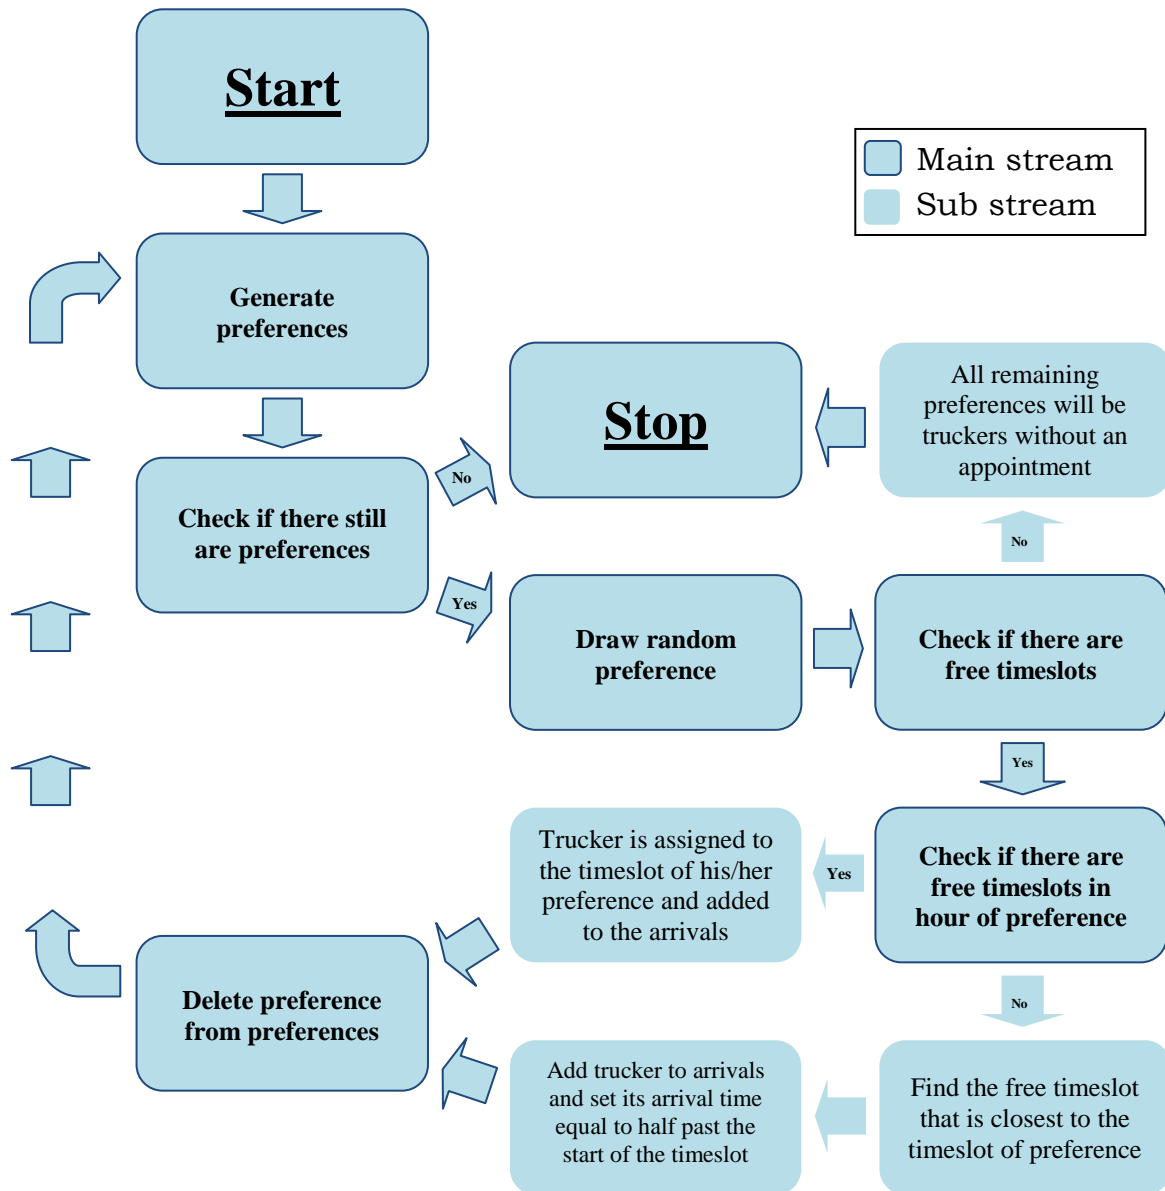 Start
Main stream
Sub stream
Generate
preferences
Stop
All remaining
preferences will be
truckers without an
appointment
No
Check if there still
are preferences
No
Yes
Draw random
preference
Check if there are
free timeslots
Yes
Trucker is assigned to
the timeslot of his/her
preference and added
to the arrivals
Yes
Check if there are
free timeslots in
hour of preference
Delete preference
from preferences
No
Add trucker to arrivals
and set its arrival time
equal to half past the
start of the timeslot
Find the free timeslot
that is closest to the
timeslot of preference